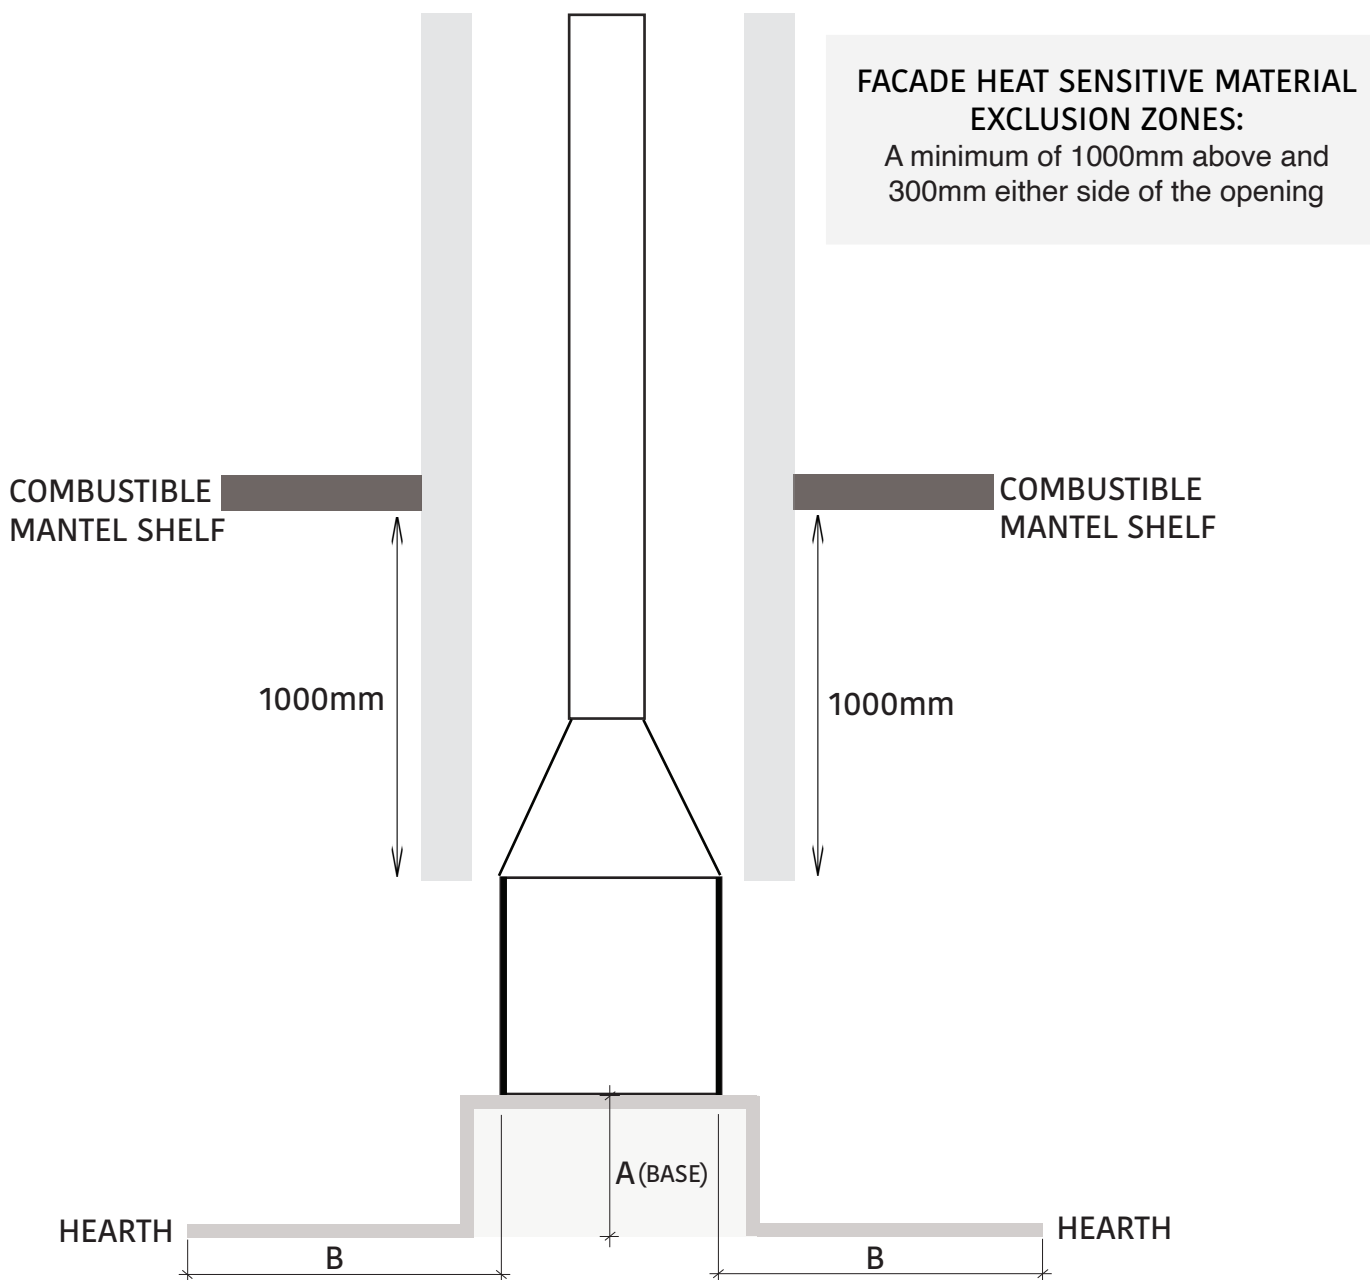 FACADE HEAT SENSITIVE MATERIAL
EXCLUSION ZONES:
A minimum of 1000mm above and
300mm either side of the opening
COMBUSTIBLE
MANTEL SHELF
COMBUSTIBLE
MANTEL SHELF
1000mm
1000mm
A (BASE)
HEARTH
HEARTH
B
B